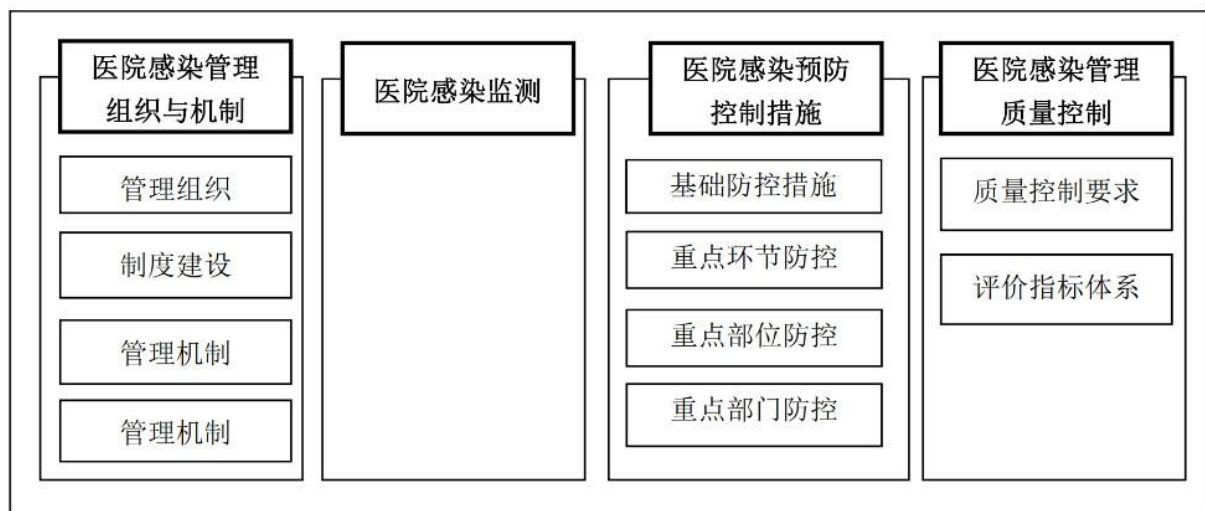 医院感染管理
组织与机制
管理组织
制度建设
管理机制
管理机制
医院感染监测
医院感染预防
控制措施
基础防控措施
重点环节防控
重点部位防控
重点部门防控
医院感染管理
质量控制
质量控制要求
评价指标体系